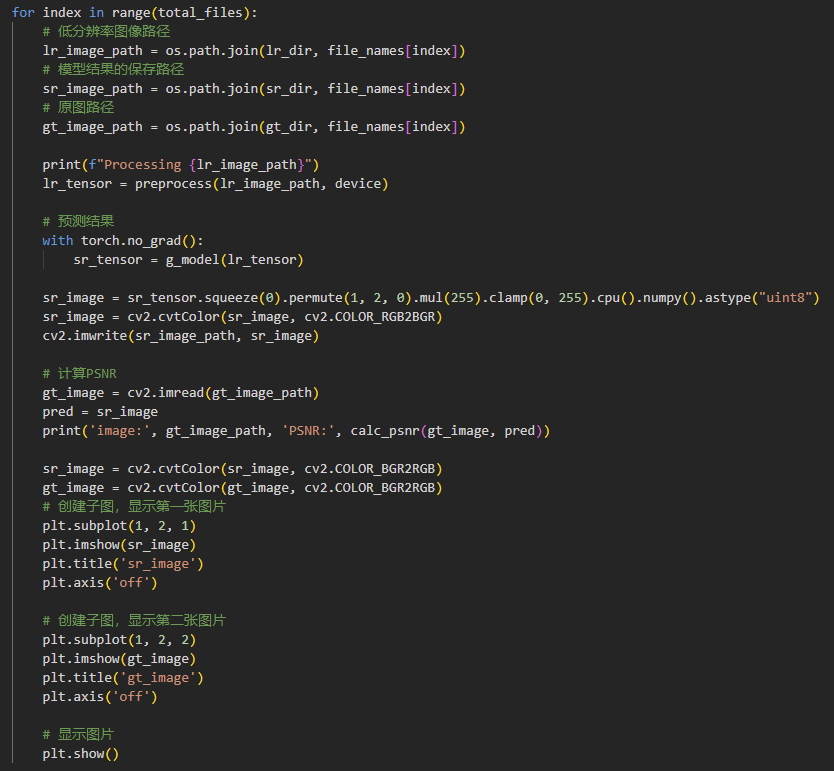 for index in range(total_files):
    # 低分辨率图像路径
    lr_image_path = os.path.join(lr_dir, file_names[index])
    # 模型结果的保存路径
    sr_image_path = os.path.join(sr_dir, file_names[index])
    # 原图路径
    gt_image_path = os.path.join(gt_dir, file_names[index])

    print(f"Processing {lr_image_path}")
    lr_tensor = preprocess(lr_image_path, device)

    # 预测结果
    with torch.no_grad():
        sr_tensor = g_model(lr_tensor)

    sr_image = sr_tensor.squeeze(0).permute(1, 2, 0).mul(255).clamp(0, 255).cpu().numpy().astype("uint8")
    sr_image = cv2.cvtColor(sr_image, cv2.COLOR_RGB2BGR)
    cv2.imwrite(sr_image_path, sr_image)

    # 计算PSNR
    gt_image = cv2.imread(gt_image_path)
    pred = sr_image
    print('image:', gt_image_path, 'PSNR:', calc_psnr(gt_image, pred))

    sr_image = cv2.cvtColor(sr_image, cv2.COLOR_BGR2RGB)
    gt_image = cv2.cvtColor(gt_image, cv2.COLOR_BGR2RGB)
    # 创建子图，显示第一张图片
    plt.subplot(1, 2, 1)
    plt.imshow(sr_image)
    plt.title('sr_image')
    plt.axis('off')

    # 创建子图，显示第二张图片
    plt.subplot(1, 2, 2)
    plt.imshow(gt_image)
    plt.title('gt_image')
    plt.axis('off')

    # 显示图片
    plt.show()